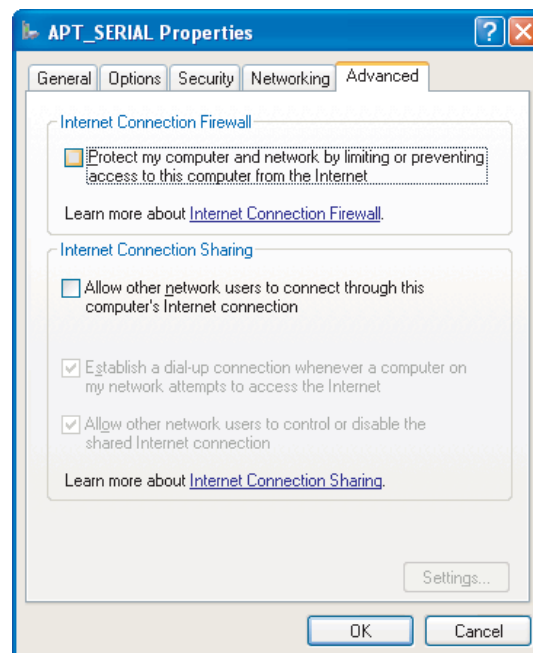 APT_SERIAL Properties
General Options Security Networking Advanced
Internet Connection Firewall
Protect my computer and network by limiting or preventing
access to this computer from the Internet
Learn more about Internet Connection Firewall.
Internet Connection Sharing
Allow other network users to connect through this
computer's Internet connection
Establish a dial-up connection whenever a computer on
my network attempts to access the Internet
Allow other network users to control or disable the
shared Internet connection
Learn more about Internet Connection Sharing.
Settings...
OK Cancel